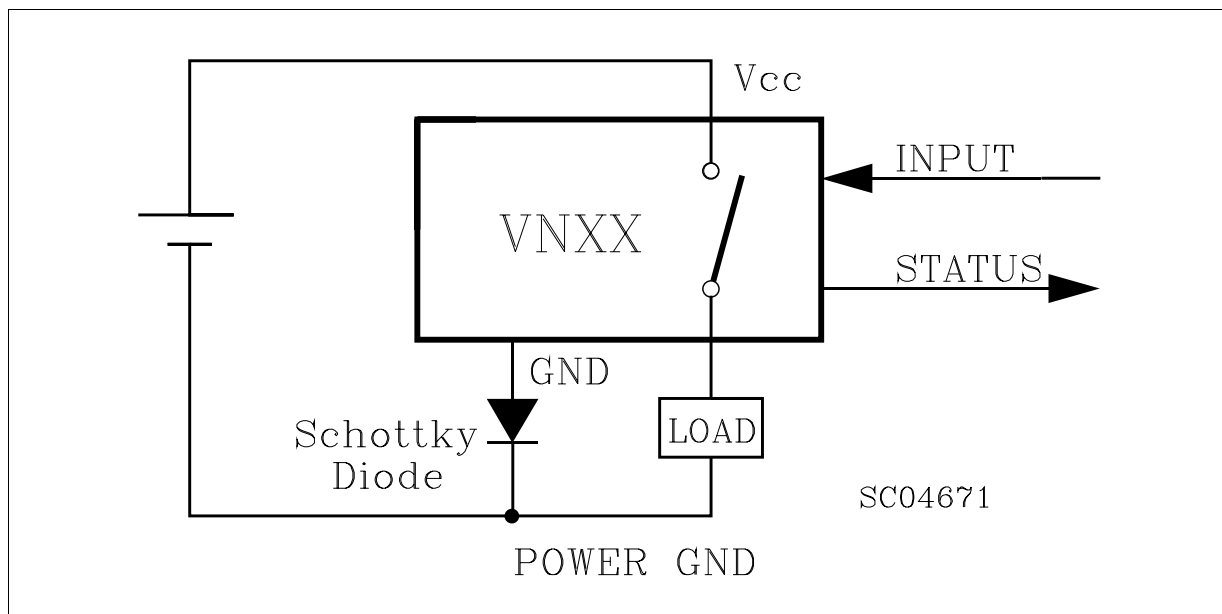 Vcc
INPUT
VNXX
STATUS
GND
Schottky
Diode
LOAD
SC04671
POWER GND